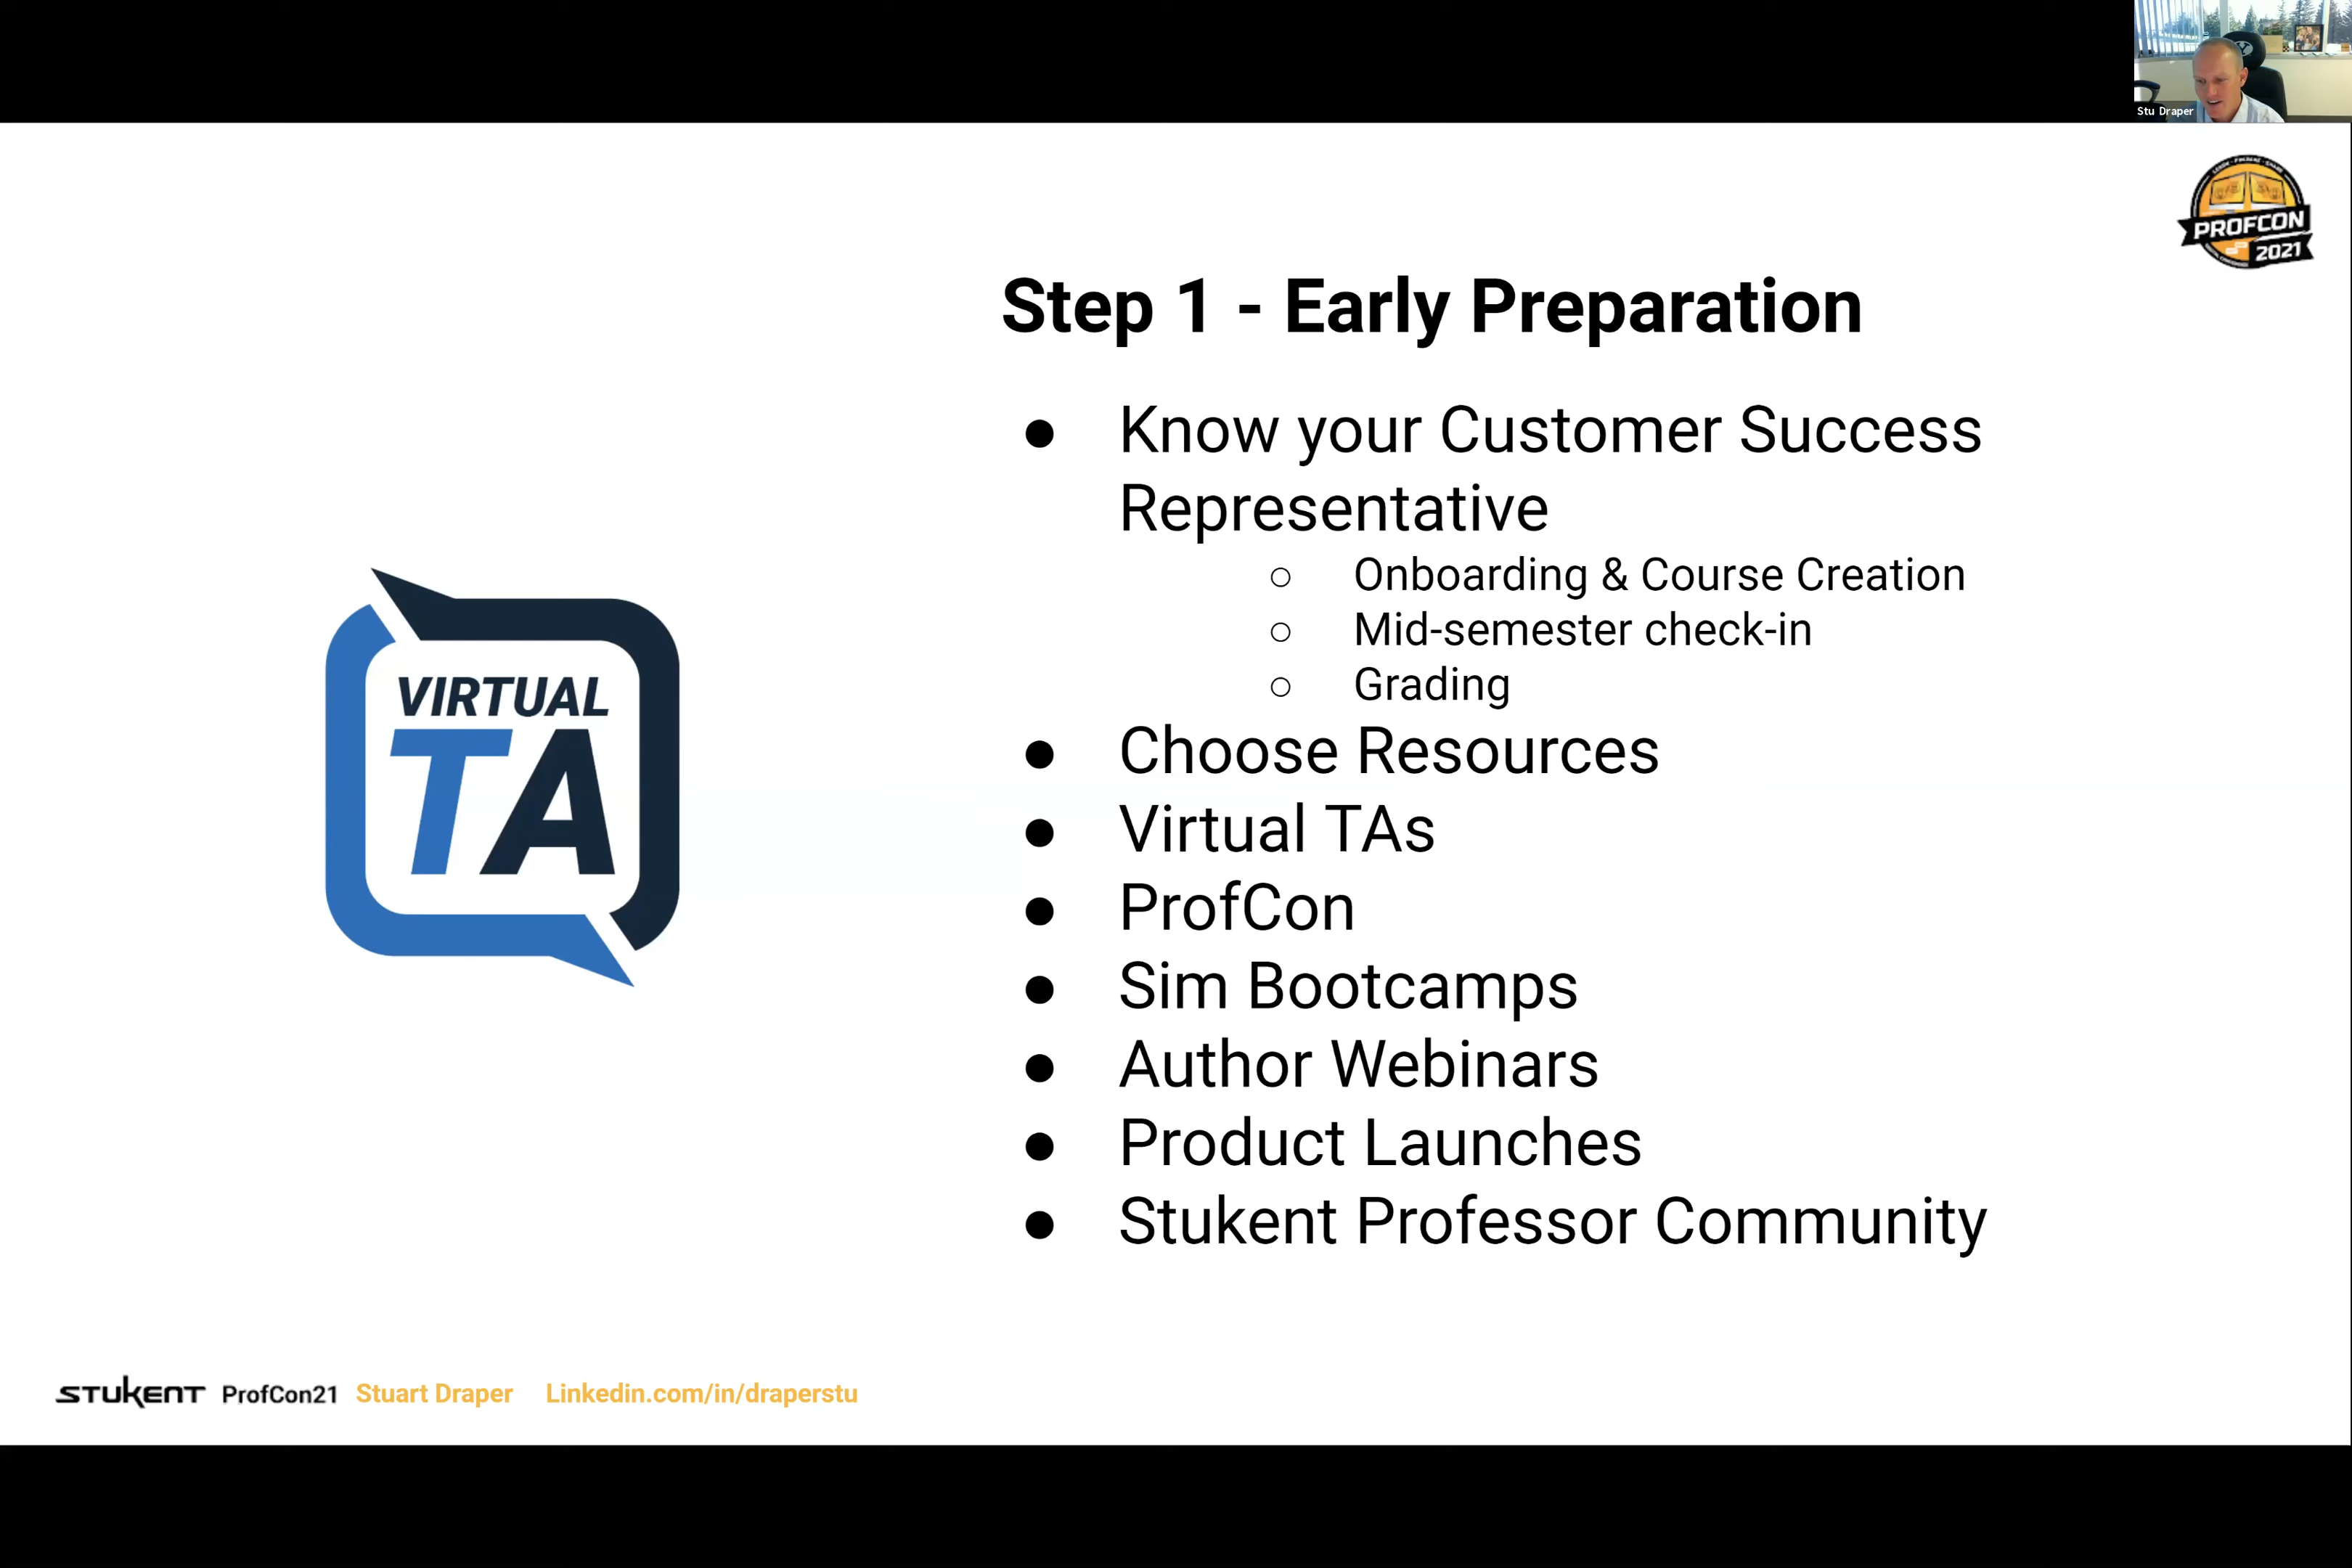 Stu Draper
PROFCON
2021
Step 1 - Early Preparation
● Know your Customer Success
Representative
○ Onboarding & Course Creation
○ Mid-semester check-in
○ Grading
● Choose Resources
● Virtual TAs
● ProfCon
● Sim Bootcamps
● Author Webinars
● Product Launches
● Stukent Professor Community
VIRTUAL
TA
STUKENT ProfCon21 Stuart Draper Linkedin.com/in/draperstu